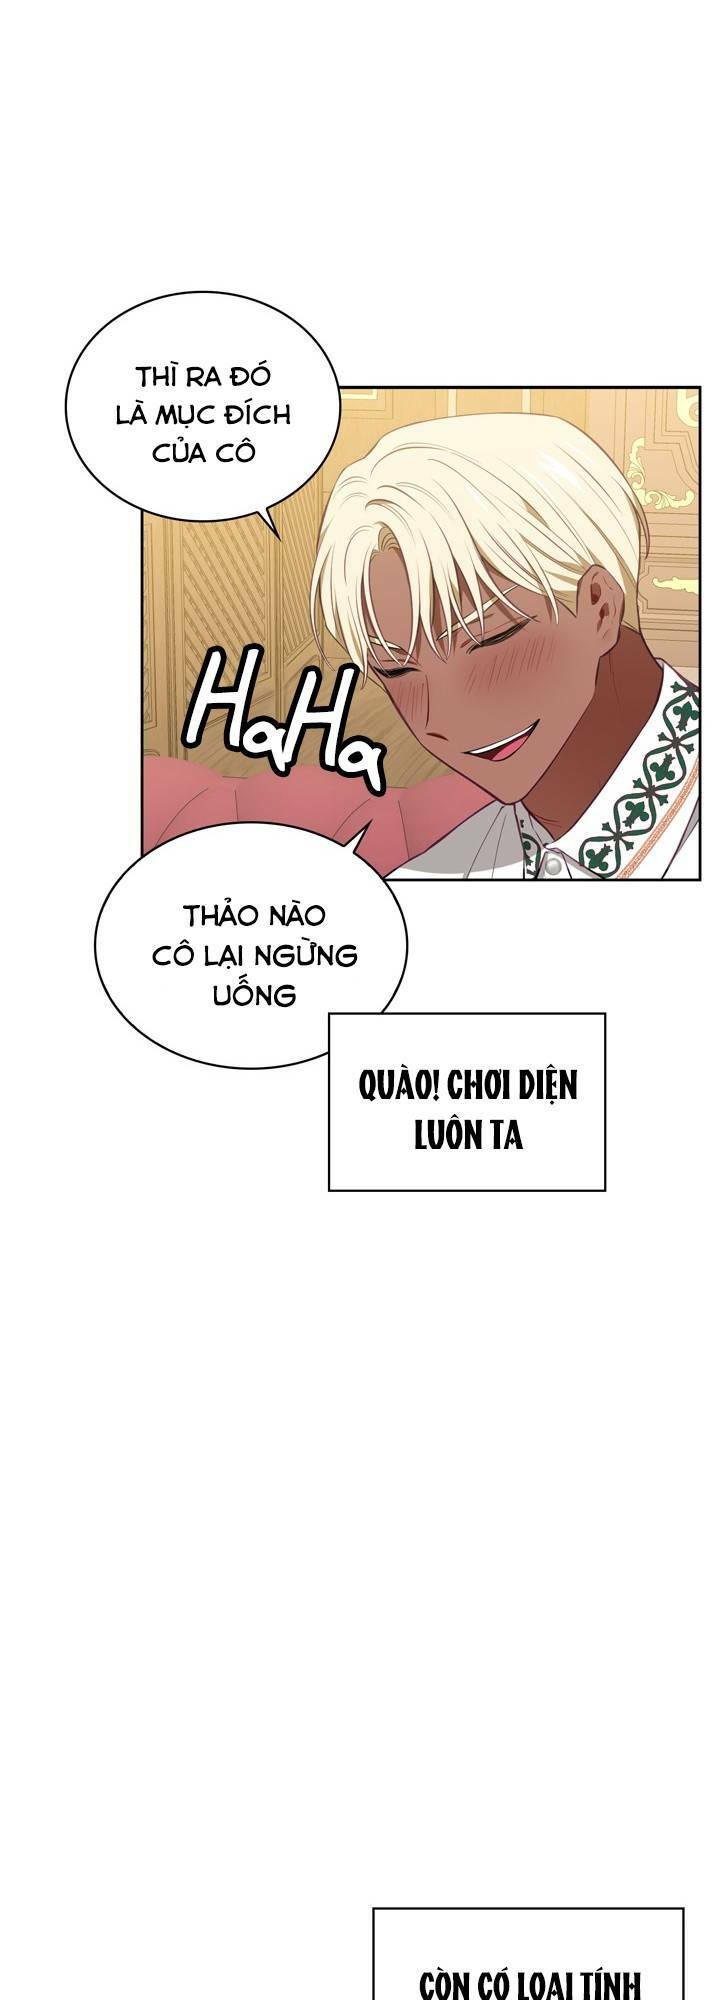 THÌ RA ĐÓ
LÀ MỤC ĐÍCH
CỦA CÔ
HaHa
THẢO NÀO
CÔ LẠI NGỪNG
UỐNG
QUÀO! CHƠI DIỆN
LUÔN TA
CÒN CÓ LOẠI TÍNH